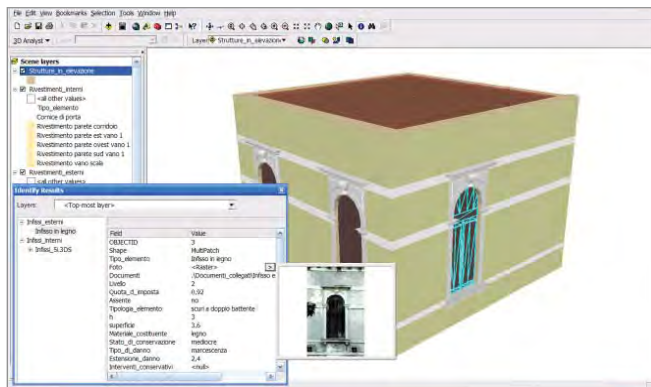 File Edit View Bookmarks Selection Tools Window Help
3D Analyst
Layer: Strutture_in_elevazione
Scene layers
Strutture_in_elevazione
Rivestimenti_interni
<all other values>
Tipo_elemento
Cornice di porta
Rivestimento parete corridoio
Rivestimento parete est vano 1
Rivestimento parete ovest vano 1
Rivestimento parete sud vano 1
Rivestimento vano scala
Rivestimenti_esterni
<all other values>
Identify Results
Layers: <Top-most layer>
Infissi_esterni
Infisso in legno
Infissi_interni
Infissi_5i.3DS
Field Value
OBJECTID 3
Shape MultiPatch
Tipo_elemento Infisso in legno
Foto <Raster>
Documenti .\Documenti_collegati\Infisso e
Livello 2
Quota_d_imposta 0,92
Assente no
Tipologia_elemento scuri a doppio battente
h 3
superficie 3,6
Materiale_costituente legno
Stato_di_conservazione mediocre
Tipo_di_danno marcescenza
Estensione_danno 2,4
Interventi_conservativi <null>